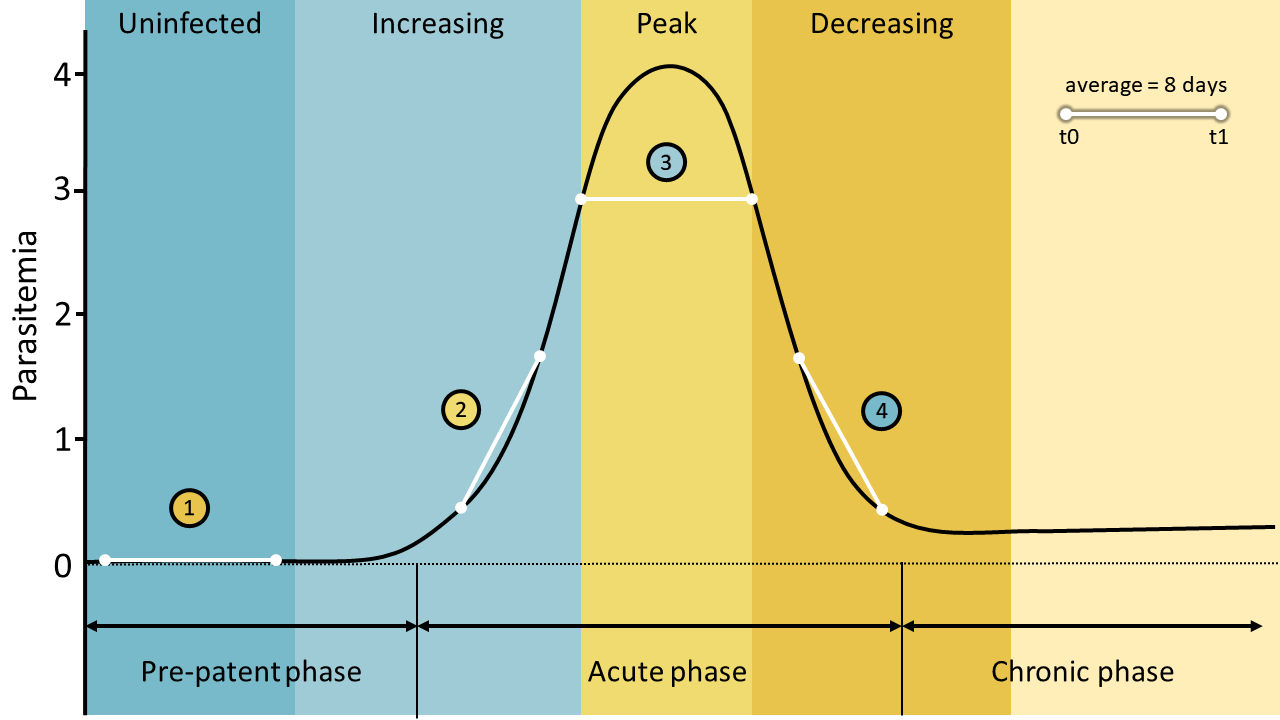 Uninfected
Increasing
Peak
Decreasing
average = 8 days
t0
t1
Parasitemia
4
3
2
1
0
1
2
3
4
Pre-patent phase
Acute phase
Chronic phase